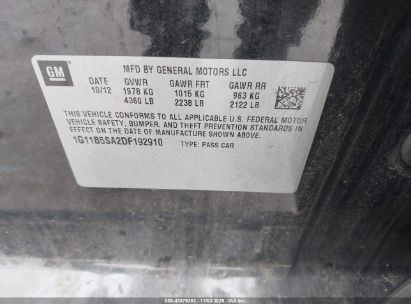 GM
MFD BY GENERAL MOTORS LLC
DATE GVWR GAWR FRT GAWR RR
10/12 1978 KG 1015 KG 963 KG
4360 LB 2238 LB 2122 LB
THIS VEHICLE CONFORMS TO ALL APPLICABLE U.S. FEDERAL MOTOR
VEHICLE SAFETY, BUMPER, AND THEFT PREVENTION STANDARDS IN
EFFECT ON THE DATE OF MANUFACTURE SHOWN ABOVE.
1G11B5SA2DF192910 TYPE: PASS CAR